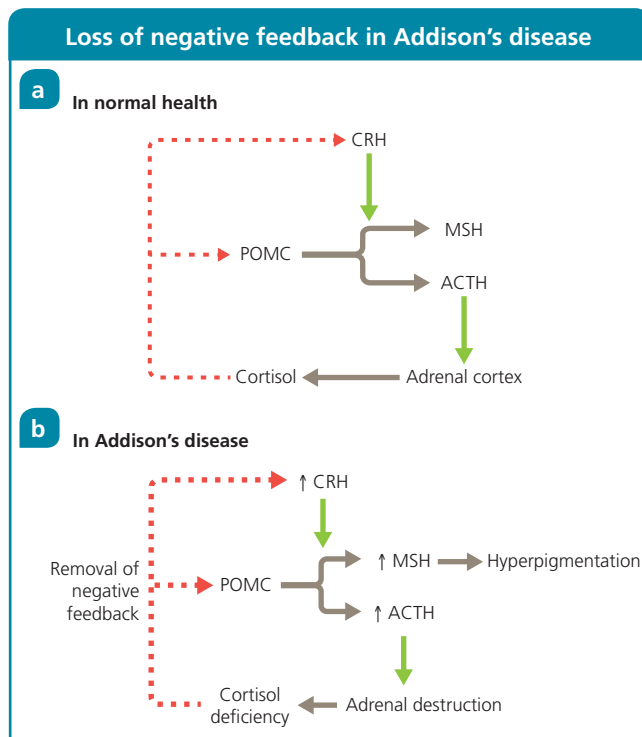 Loss of negative feedback in Addison's disease
a
In normal health
CRH
MSH
POMC
ACTH
Cortisol
Adrenal cortex
b
In Addison's disease
↑ CRH
↑ MSH
Hyperpigmentation
Removal of
negative
feedback
POMC
↑ ACTH
Cortisol
deficiency
Adrenal destruction